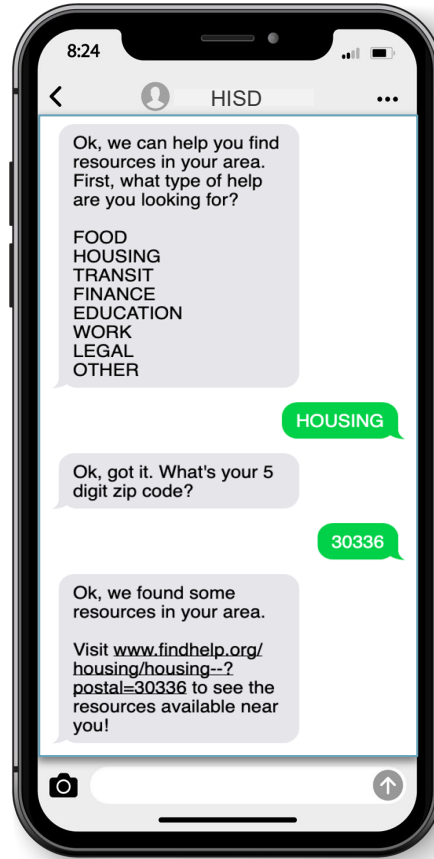 8:24
HISD
Ok, we can help you find
resources in your area.
First, what type of help
are you looking for?
FOOD
HOUSING
TRANSIT
FINANCE
EDUCATION
WORK
LEGAL
OTHER
HOUSING
Ok, got it. What's your 5
digit zip code?
30336
Ok, we found some
resources in your area.
Visit www.findhelp.org/
housing/housing--?
postal=30336 to see the
resources available near
you!